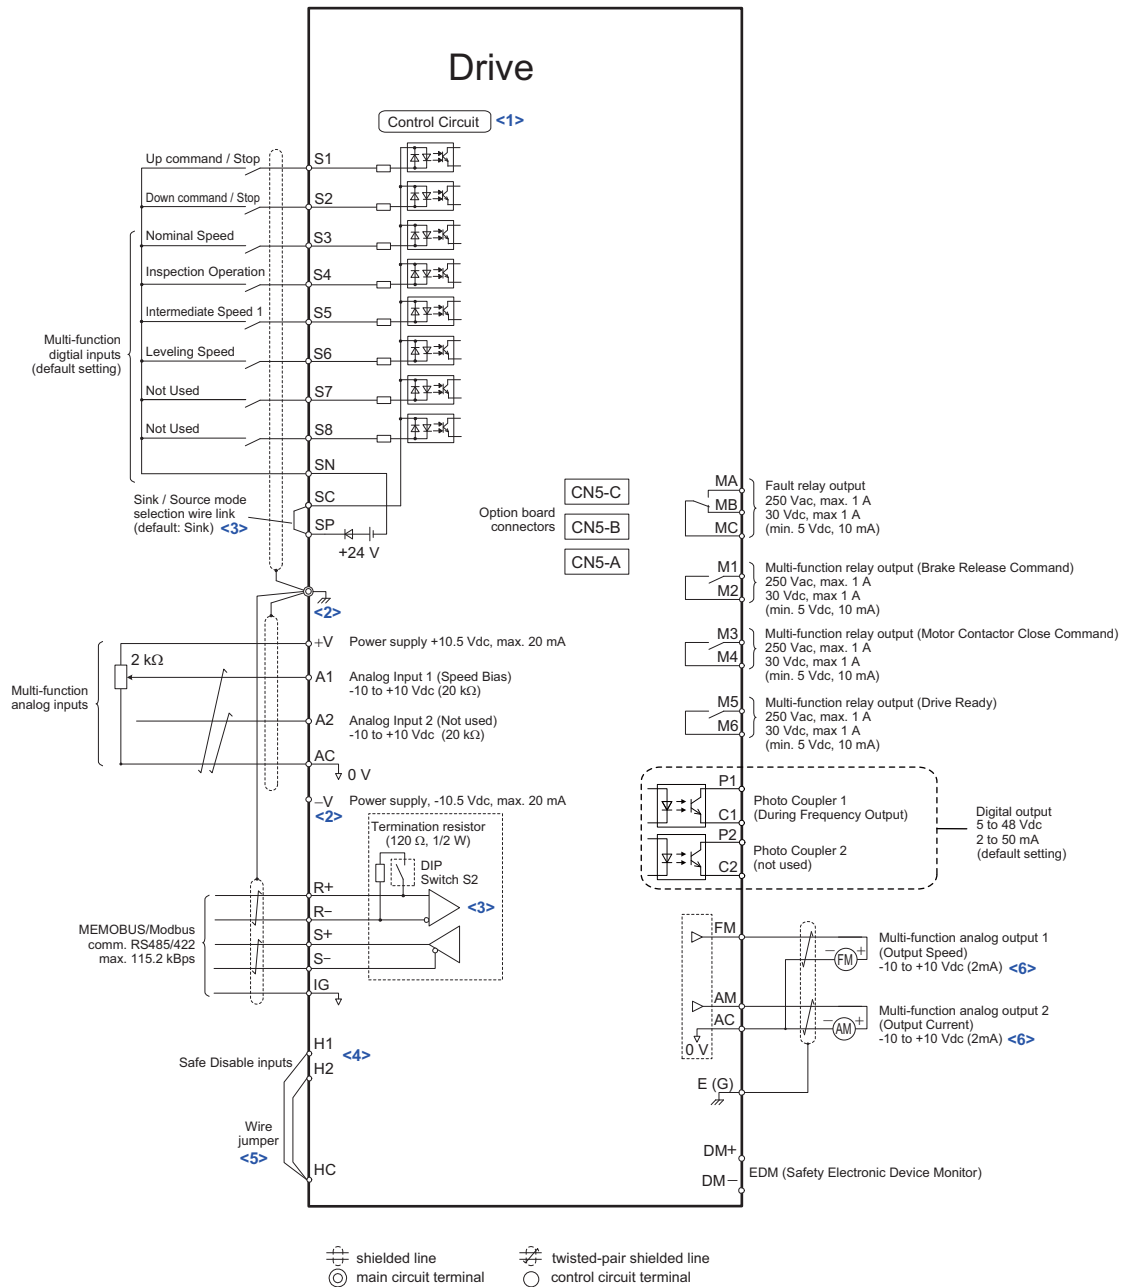 Drive
Control Circuit <1>
Up command / Stop S1
Down command / Stop S2
Nominal Speed S3
Inspection Operation S4
Intermediate Speed 1 S5
Leveling Speed S6
Not Used S7
Not Used S8
Multi-function
digtial inputs
(default setting)
SN
SC
SP
+24 V
Sink / Source mode
selection wire link
(default: Sink) <3>
<2>
Option board
connectors
CN5-C
CN5-B
CN5-A
MA
MB
MC
Fault relay output
250 Vac, max. 1 A
30 Vdc, max. 1 A
(min. 5 Vdc, 10 mA)
M1
M2
Multi-function relay output (Brake Release Command)
250 Vac, max. 1 A
30 Vdc, max 1 A
(min. 5 Vdc, 10 mA)
M3
M4
Multi-function relay output (Motor Contactor Close Command)
250 Vac, max. 1 A
30 Vdc, max 1 A
(min. 5 Vdc, 10 mA)
M5
M6
Multi-function relay output (Drive Ready)
250 Vac, max. 1 A
30 Vdc, max 1 A
(min. 5 Vdc, 10 mA)
Multi-function
analog inputs
2 kΩ
+V Power supply +10.5 Vdc, max. 20 mA
A1 Analog Input 1 (Speed Bias)
-10 to +10 Vdc (20 kΩ)
A2 Analog Input 2 (Not used)
-10 to +10 Vdc (20 kΩ)
AC
0 V
−V Power supply, -10.5 Vdc, max. 20 mA
<2>
P1
C1
Photo Coupler 1
(During Frequency Output)
P2
C2
Photo Coupler 2
(not used)
Digital output
5 to 48 Vdc
2 to 50 mA
(default setting)
Termination resistor
(120 Ω, 1/2 W)
DIP
Switch S2
<3>
MEMOBUS/Modbus
comm. RS485/422
max. 115.2 kBps
R+
R−
S+
S−
IG
FM
FM
− +
Multi-function analog output 1
(Output Speed)
-10 to +10 Vdc (2mA) <6>
AM
AC
AM
− +
0 V
Multi-function analog output 2
(Output Current)
-10 to +10 Vdc (2mA) <6>
E (G)
Safe Disable inputs
H1
H2
<4>
Wire
jumper
<5>
HC
DM+
DM−
EDM (Safety Electronic Device Monitor)
shielded line
twisted-pair shielded line
main circuit terminal
control circuit terminal